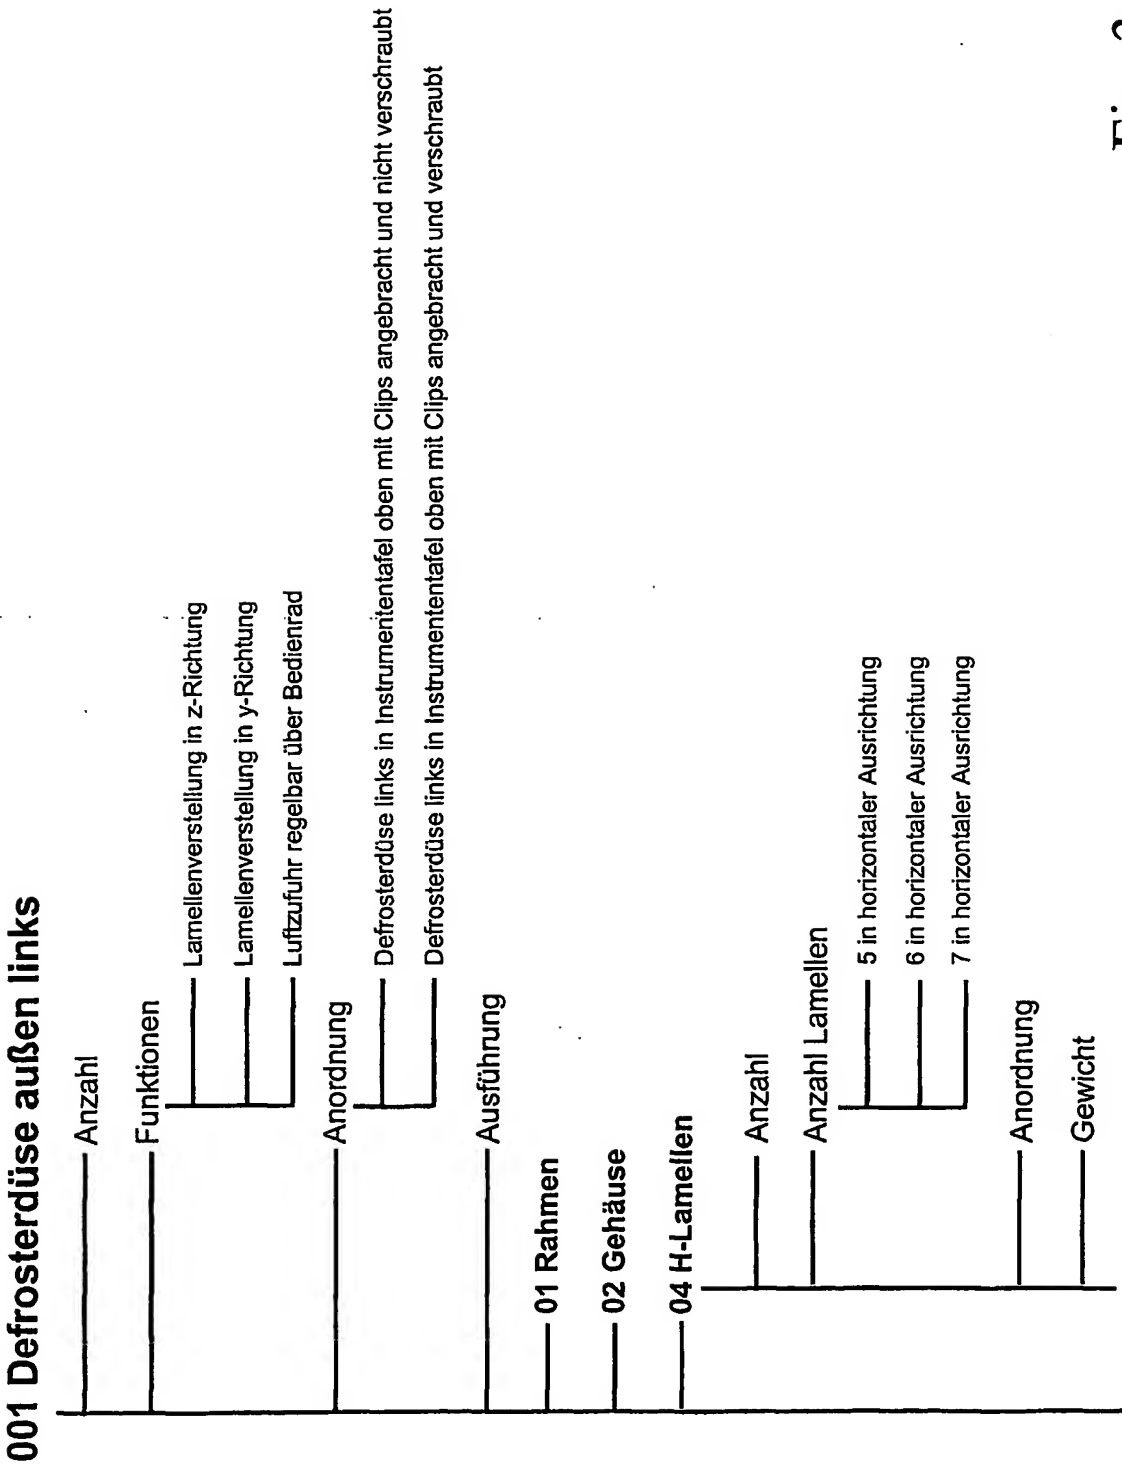 001 Defrosterdüse außen links
Anzahl
Funktionen
Lamellenverstellung in z-Richtung
Lamellenverstellung in y-Richtung
Luftzufuhr regelbar über Bedienrad
Anordnung
Defrosterdüse links in Instrumententafel oben mit Clips angebracht und nicht verschraubt
Defrosterdüse links in Instrumententafel oben mit Clips angebracht und verschraubt
Ausführung
01 Rahmen
02 Gehäuse
04 H-Lamellen
Anzahl
Anzahl Lamellen
5 in horizontaler Ausrichtung
6 in horizontaler Ausrichtung
7 in horizontaler Ausrichtung
Anordnung
Gewicht